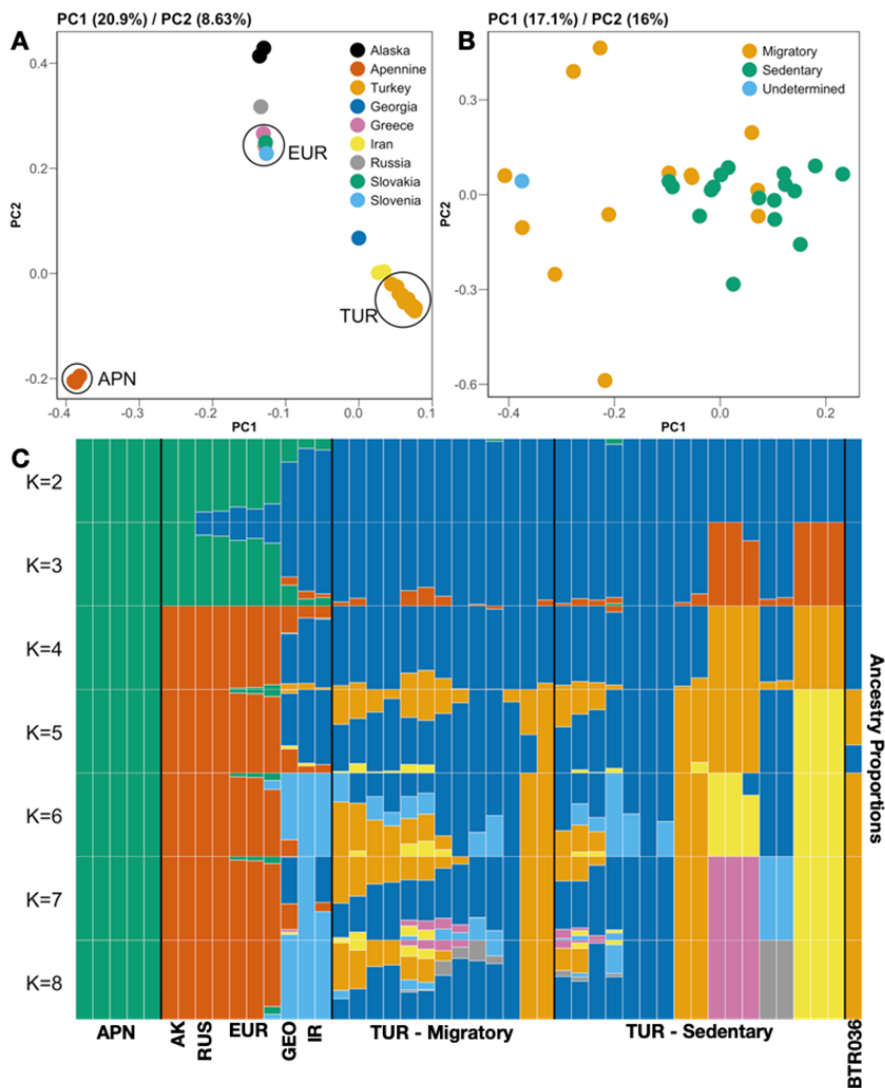 PC1 (20.9%) / PC2 (8.63%)
A
0.4
0.2
0.0
-0.2
PC2
Alaska
Apennine
Turkey
Georgia
Greece
Iran
Russia
Slovakia
Slovenia
EUR
TUR
APN
-0.4
-0.3
-0.2
-0.1
0.0
0.1
PC1
PC1 (17.1%) / PC2 (16%)
B
0.3
0.0
-0.3
-0.6
PC2
Migratory
Sedentary
Undetermined
-0.4
-0.2
0.0
0.2
PC1
C
K=2
K=3
K=4
K=5
K=6
K=7
K=8
Ancestry Proportions
APN
AK
RUS
EUR
GEO
IR
TUR - Migratory
TUR - Sedentary
BTR036